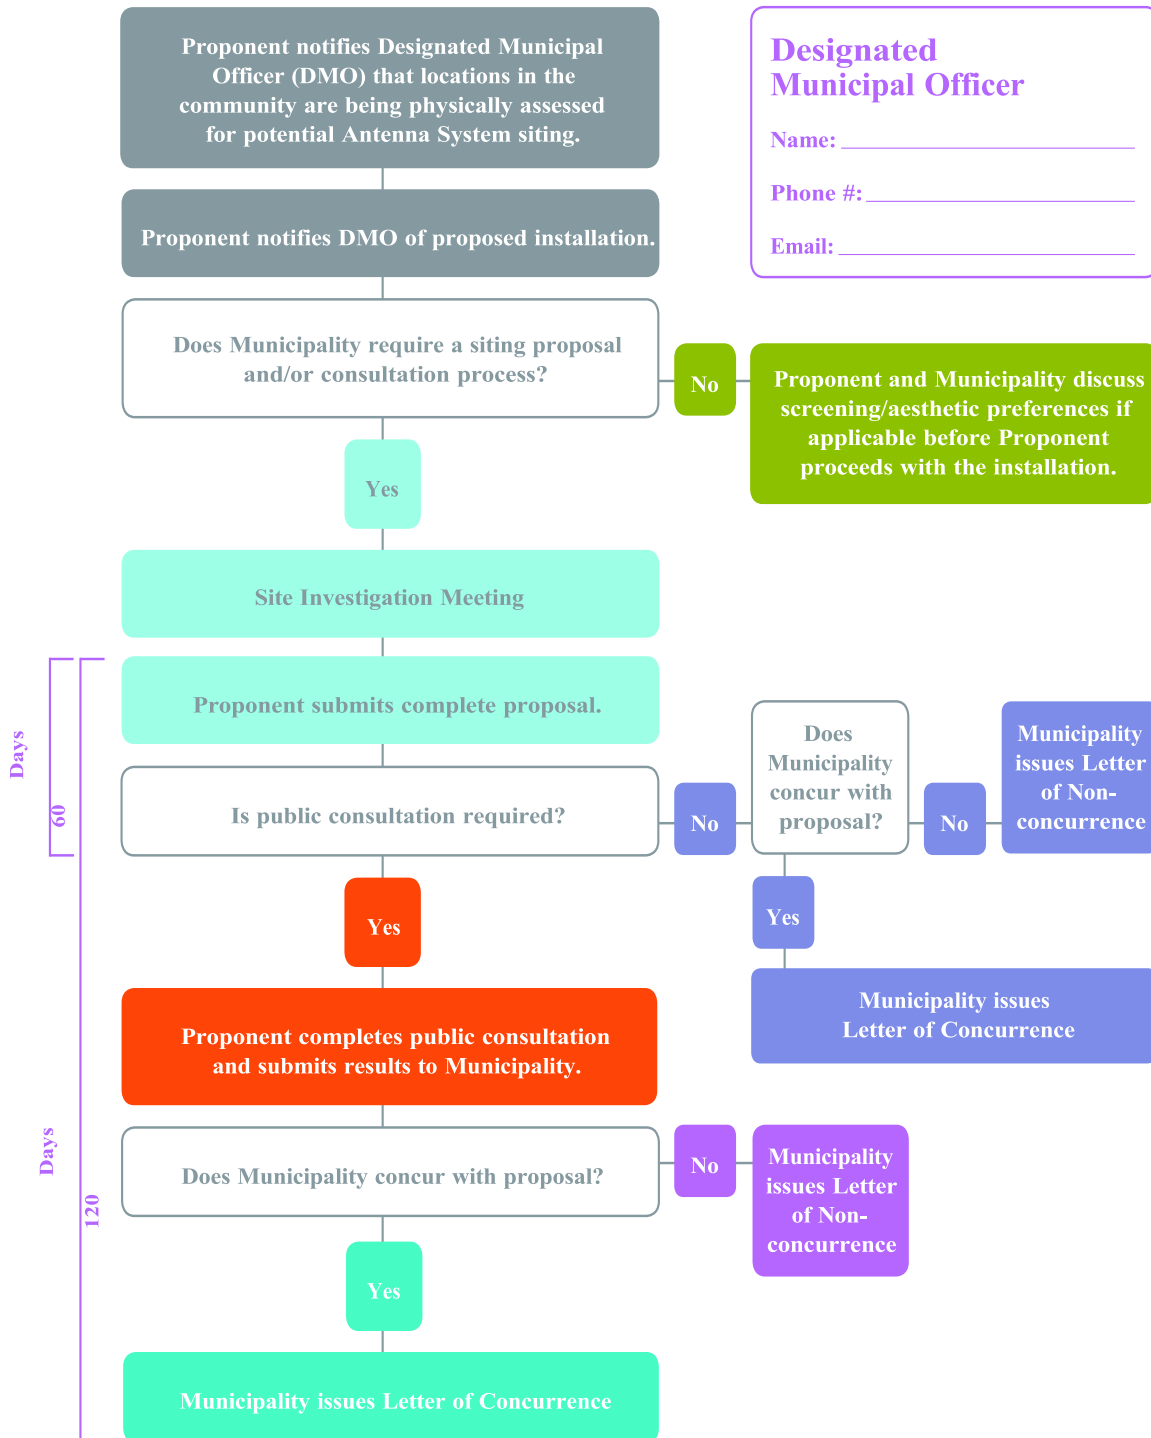 Proponent notifies Designated Municipal
Officer (DMO) that locations in the
community are being physically assessed
for potential Antenna System siting.
Designated
Municipal Officer
Name:
Phone #:
Email:
Proponent notifies DMO of proposed installation.
Does Municipality require a siting proposal
and/or consultation process?
No
Proponent and Municipality discuss
screening/aesthetic preferences if
applicable before Proponent
proceeds with the installation.
Yes
Site Investigation Meeting
Proponent submits complete proposal.
Days
60
Is public consultation required?
No
Does
Municipality
concur with
proposal?
No
Municipality
issues Letter
of Non-
concurrence
Yes
Municipality issues
Letter of Concurrence
Yes
Proponent completes public consultation
and submits results to Municipality.
Days
120
Does Municipality concur with proposal?
No
Municipality
issues Letter
of Non-
concurrence
Yes
Municipality issues Letter of Concurrence